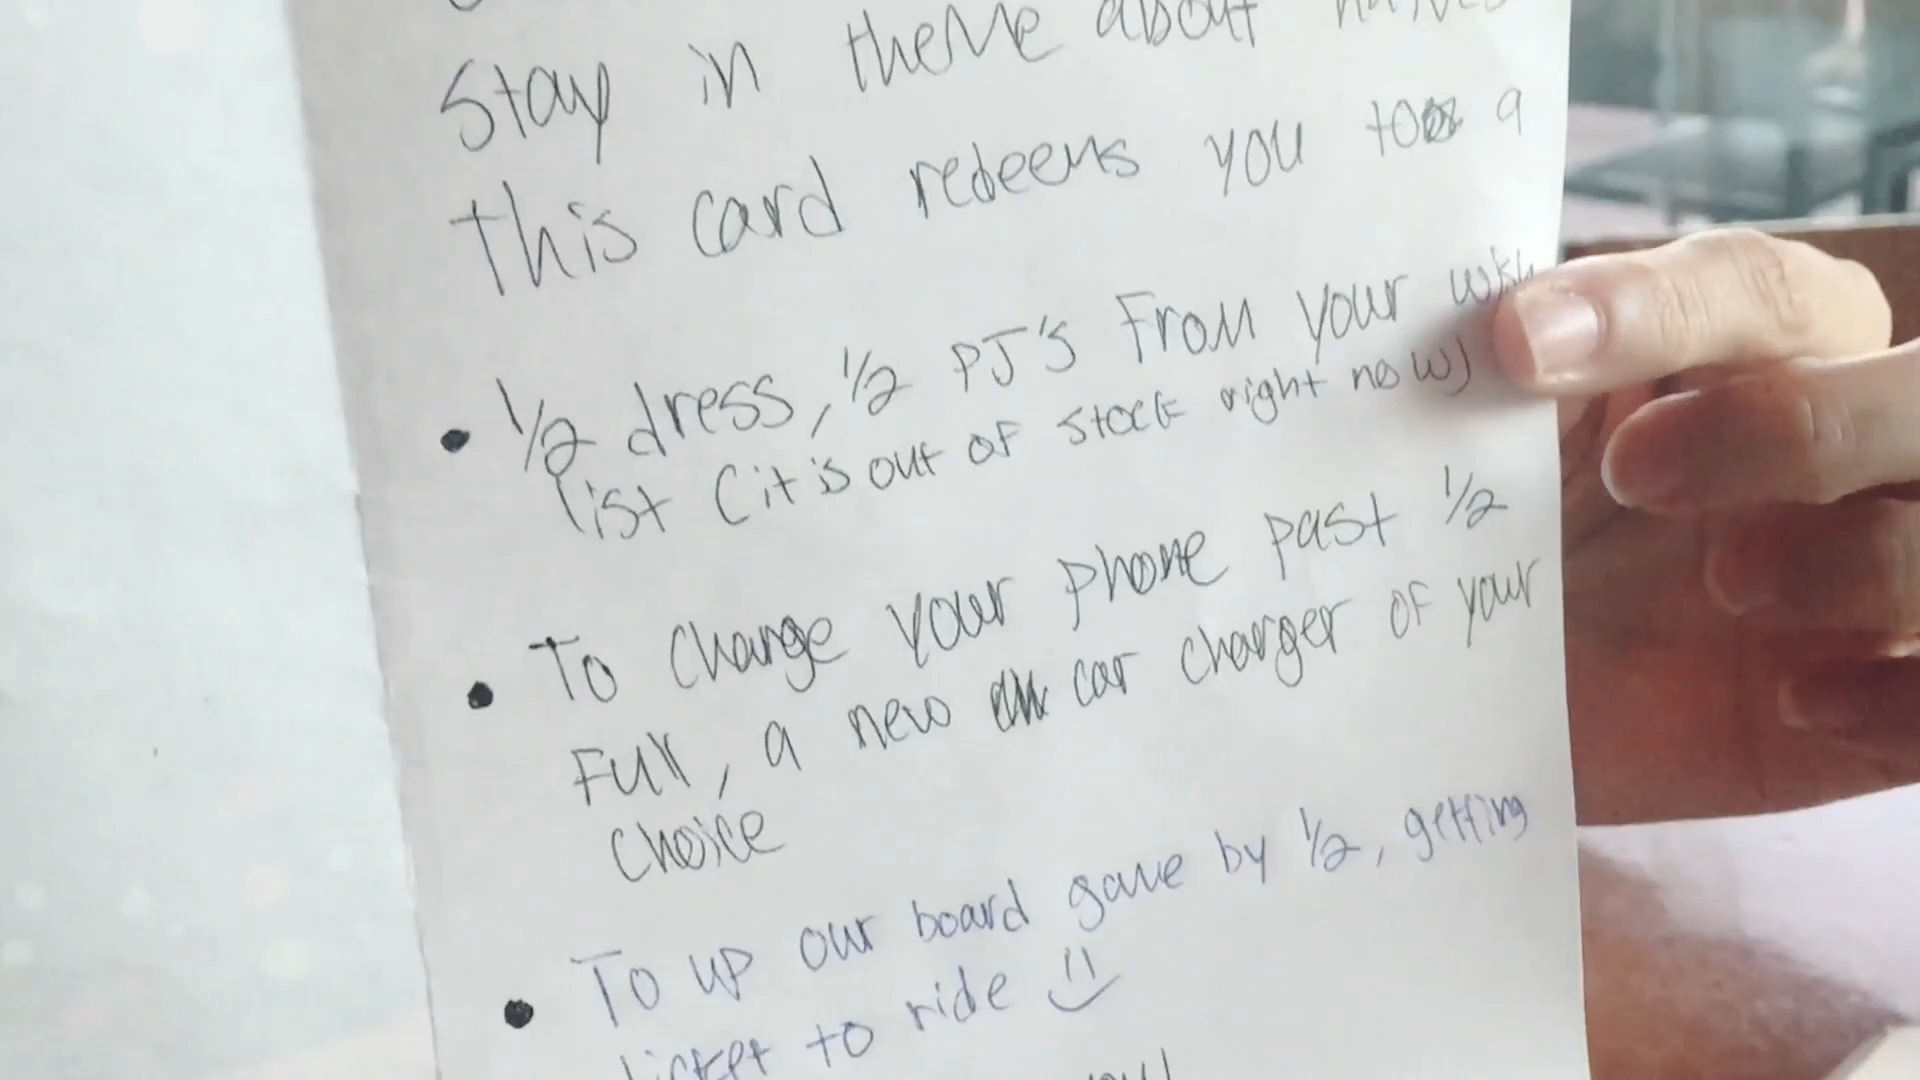 Stay in theme about
this card redeems you to a
• 1/2 dress, 1/2 PJ's From your wish
list (it is out of stock right now)
• To charge your phone past 1/2
Full, a new car charger of your
choice
• To up our board game by 1/2, getting
ticket to ride